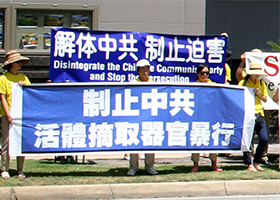 解体中共 制止迫害
Disintegrate the Chinese Communist Party
and Stop the Persecution
制止中共
活體摘取器官暴行